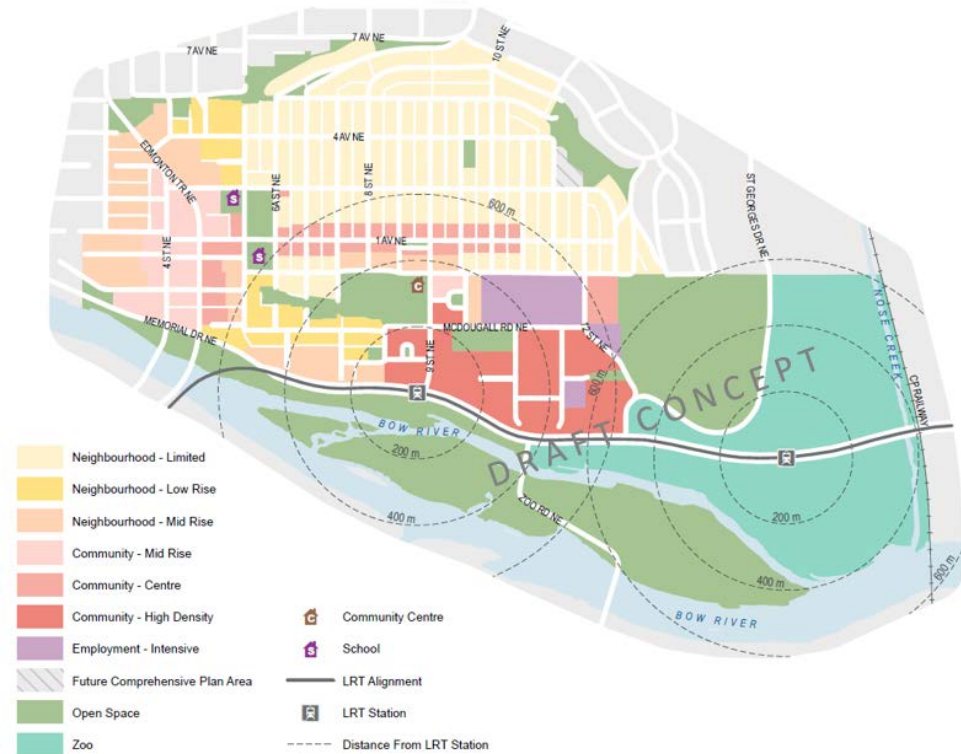 7 AV NE
7 AV NE
10 ST NE
4 AV NE
EDMONTON TR NE
6A ST NE
8 ST NE
ST GEORGES DR NE
S
600 m
1 AV NE
4 ST NE
S
C
NOSE CREEK
MEMORIAL DR NE
MCDOUGALL RD NE
12 ST NE
9 ST NE
600 m
CP RAILWAY
DRAFT CONCEPT
BOW RIVER
200 m
400 m
ZOO RD NE
200 m
400 m
600 m
BOW RIVER
Neighbourhood - Limited
Neighbourhood - Low Rise
Neighbourhood - Mid Rise
Community - Mid Rise
Community - Centre
Community - High Density
Employment - Intensive
Future Comprehensive Plan Area
Open Space
Zoo
C Community Centre
S School
LRT Alignment
LRT Station
Distance From LRT Station